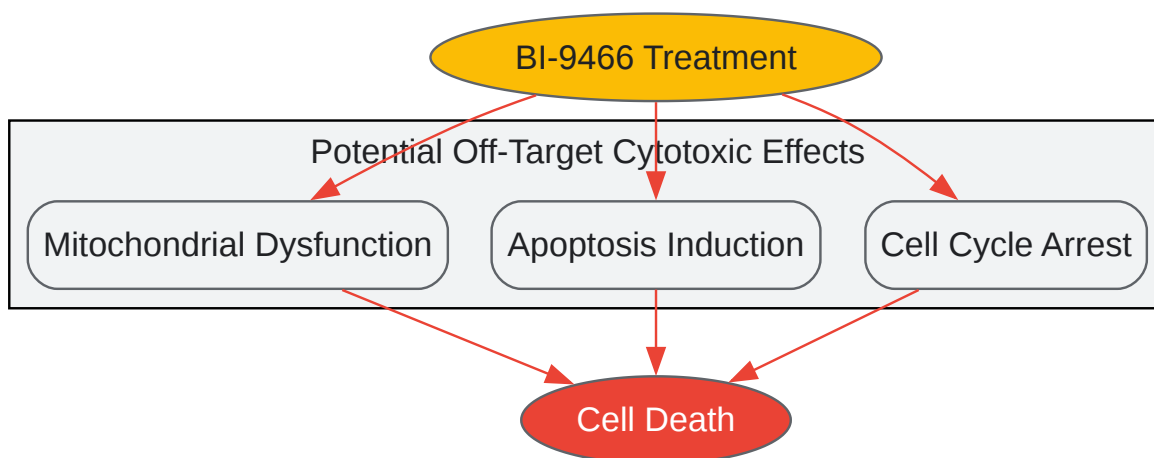 BI-9466 Treatment
Potential Off-Target Cytotoxic Effects
Mitochondrial Dysfunction
Apoptosis Induction
Cell Cycle Arrest
Cell Death